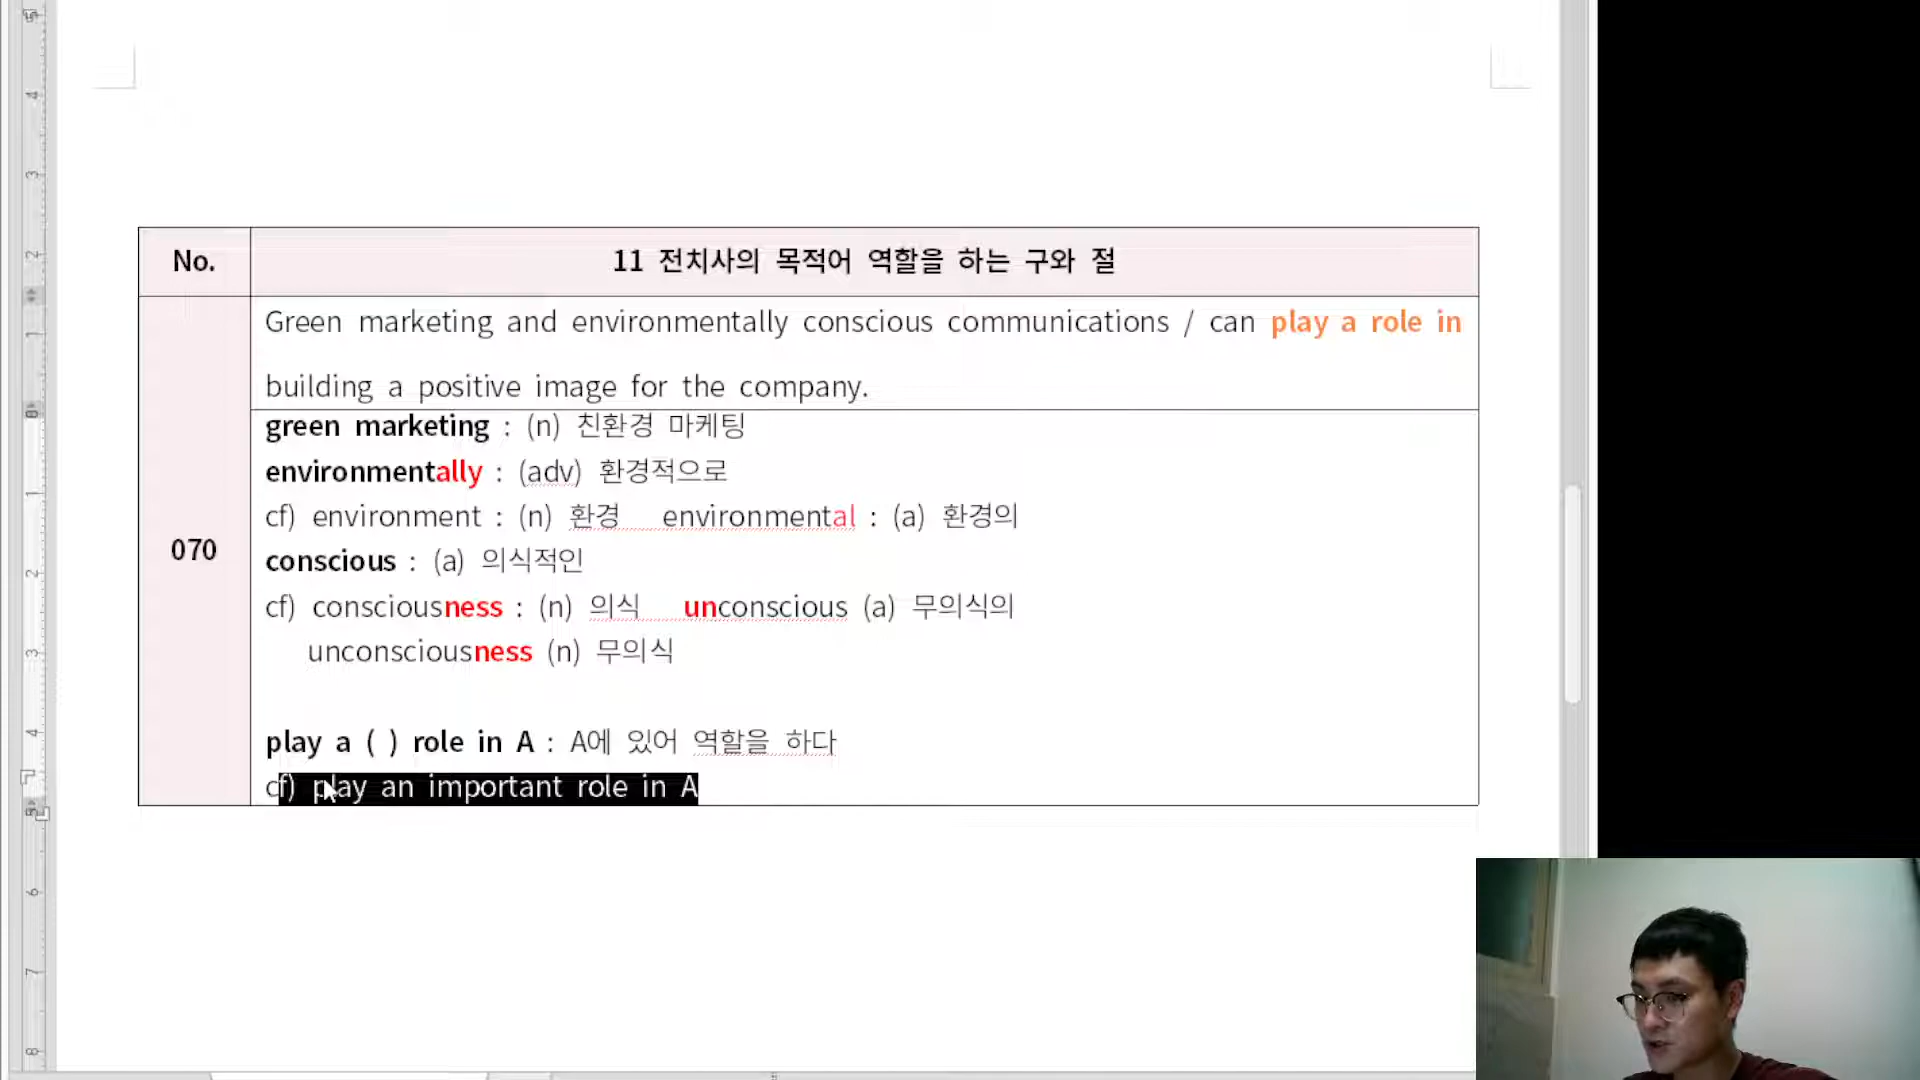 No.
11 전치사의 목적어 역할을 하는 구와 절
Green marketing and environmentally conscious communications / can play a role in
building a positive image for the company.
070
green marketing : (n) 친환경 마케팅
environmentally : (adv) 환경적으로
cf) environment : (n) 환경 environmental : (a) 환경의
conscious : (a) 의식적인
cf) consciousness : (n) 의식 unconscious (a) 무의식의
unconsciousness (n) 무의식
play a ( ) role in A : A에 있어 역할을 하다
cf) play an important role in A